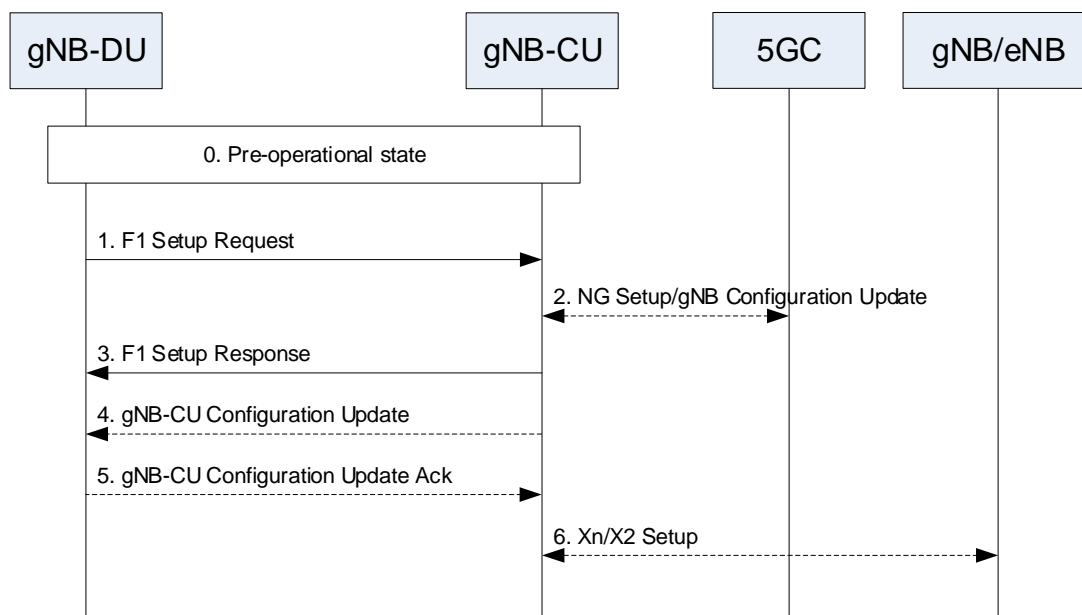 gNB-DU
gNB-CU
5GC
gNB/eNB
0. Pre-operational state
1. F1 Setup Request
2. NG Setup/gNB Configuration Update
3. F1 Setup Response
4. gNB-CU Configuration Update
5. gNB-CU Configuration Update Ack
6. Xn/X2 Setup